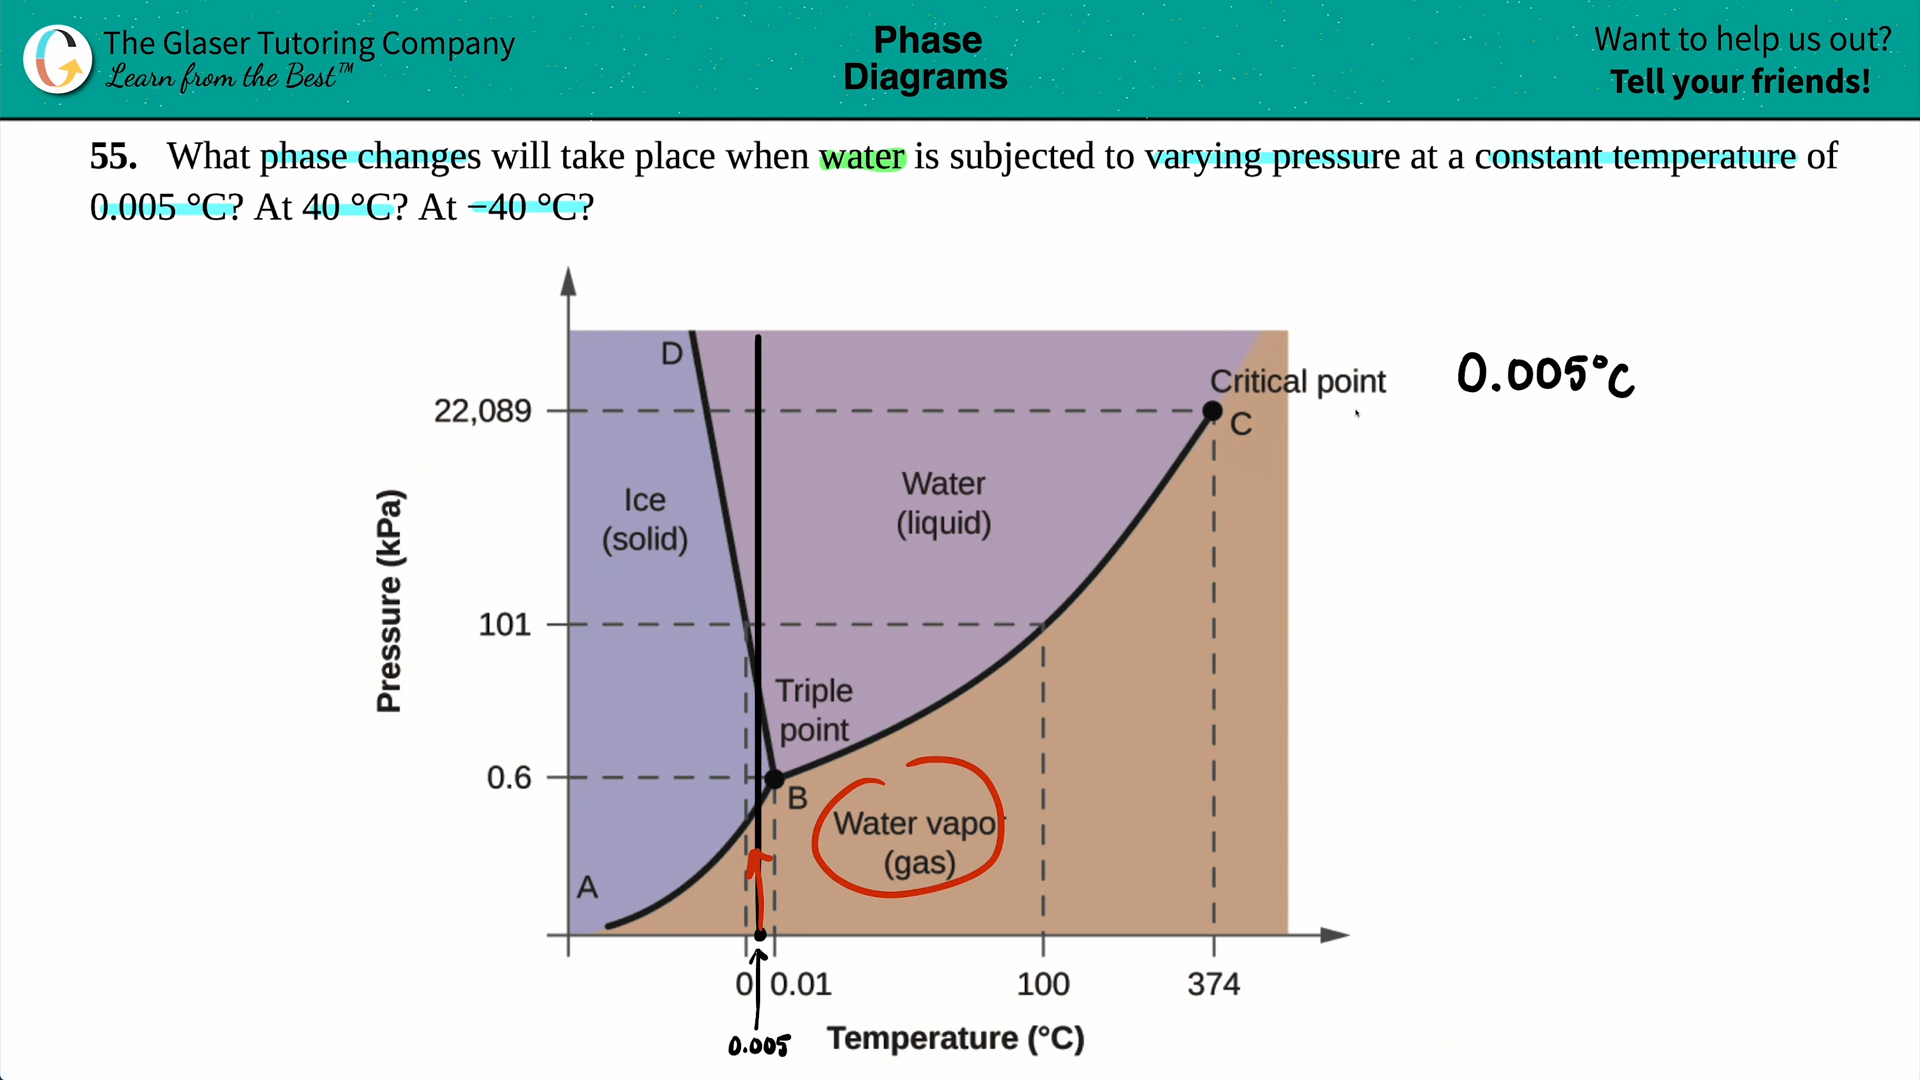 The Glaser Tutoring Company
Learn from the Best™
Phase
Diagrams
Want to help us out?
Tell your friends!
55. What phase changes will take place when water is subjected to varying pressure at a constant temperature of
0.005 °C? At 40 °C? At −40 °C?
D
Critical point
0.005°C
22,089
C
Water
(liquid)
Ice
(solid)
Pressure (kPa)
101
Triple
point
0.6
B
Water vapo
(gas)
A
0
0.01
100
374
0.005
Temperature (°C)